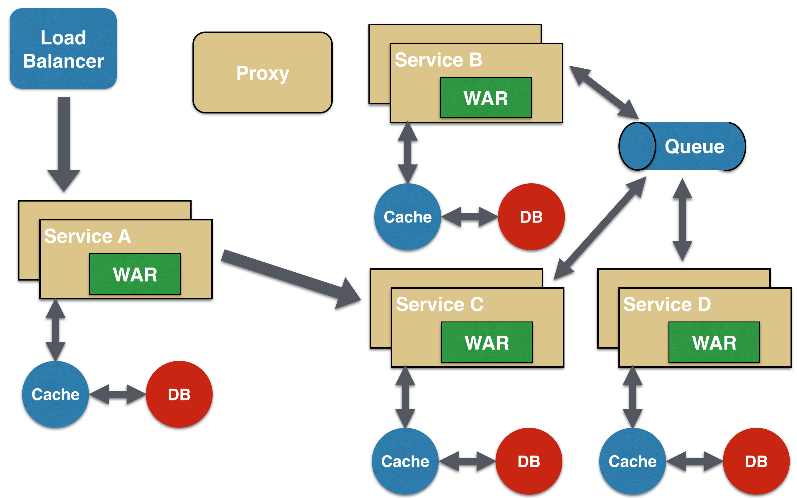 Load
Balancer
Proxy
Service B
WAR
Queue
Cache
DB
Service A
WAR
Cache
DB
Service C
WAR
Cache
DB
Service D
WAR
Cache
DB